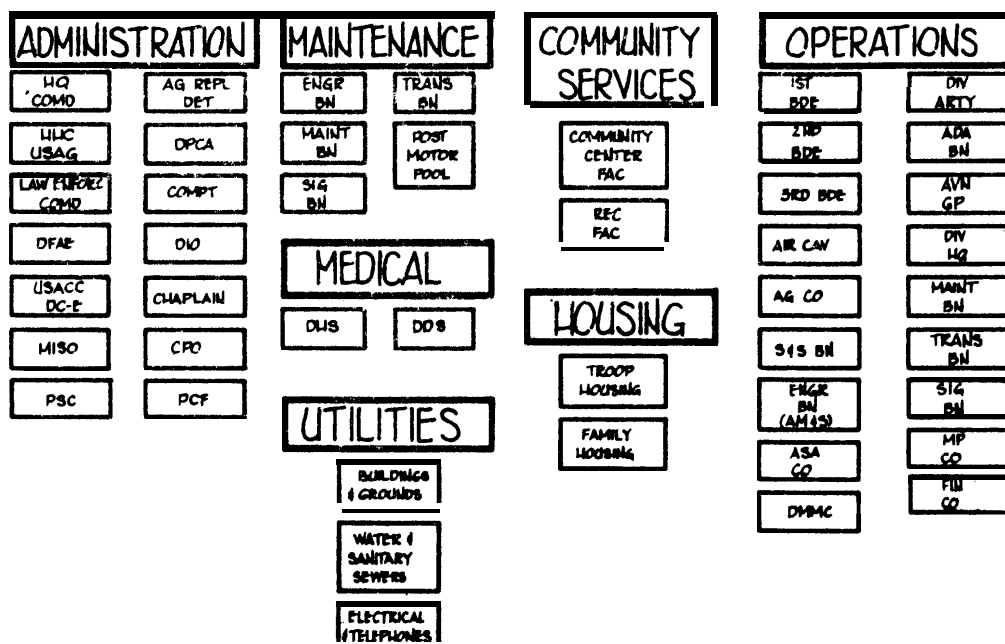 ADMINISTRATION
HQ
COMD
AG REPL
DET
HHC
USAG
DPCA
LAW ENFORC
COMD
COMPT
DFAE
DIO
USACC
DC-E
CHAPLAIN
MISO
CPO
PSC
PCF
MAINTENANCE
ENGR
BN
TRANS
BN
MAINT
BN
POST
MOTOR
POOL
SIG
BN
MEDICAL
DHS
DDS
UTILITIES
BUILDINGS
& GROUNDS
WATER &
SANITARY
SEWERS
ELECTRICAL
& TELEPHONES
COMMUNITY
SERVICES
COMMUNITY
CENTER
FAC
REC
FAC
HOUSING
TROOP
HOUSING
FAMILY
HOUSING
OPERATIONS
1ST
BDE
DIV
ARTY
2ND
BDE
ADA
BN
3RD BDE
AVN
GP
AIR CAV
DIV
HQ
AG CO
MAINT
BN
S&S BN
TRANS
BN
ENGR
BN
(AM&S)
SIG
BN
ASA
CO
MP
CO
DMMC
FIN
CO